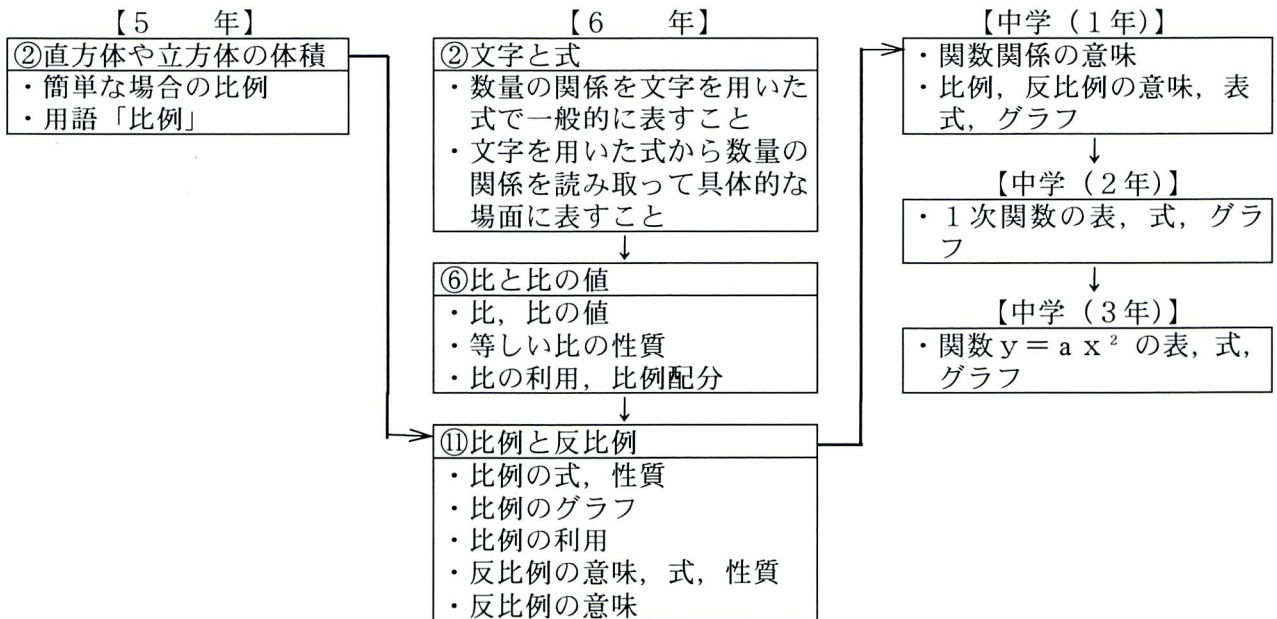 【5 年】
②直方体や立方体の体積
・簡単な場合の比例
・用語「比例」
【6 年】
②文字と式
・数量の関係を文字を用いた
式で一般的に表すこと
・文字を用いた式から数量の
関係を読み取って具体的な
場面に表すこと
↓
⑥比と比の値
・比，比の値
・等しい比の性質
・比の利用，比例配分
↓
⑪比例と反比例
・比例の式，性質
・比例のグラフ
・比例の利用
・反比例の意味，式，性質
・反比例の意味
【中学（1年）】
・関数関係の意味
・比例，反比例の意味，表
式，グラフ
↓
【中学（2年）】
・1次関数の表，式，グラ
フ
↓
【中学（3年）】
・関数y＝ax²の表，式，
グラフ